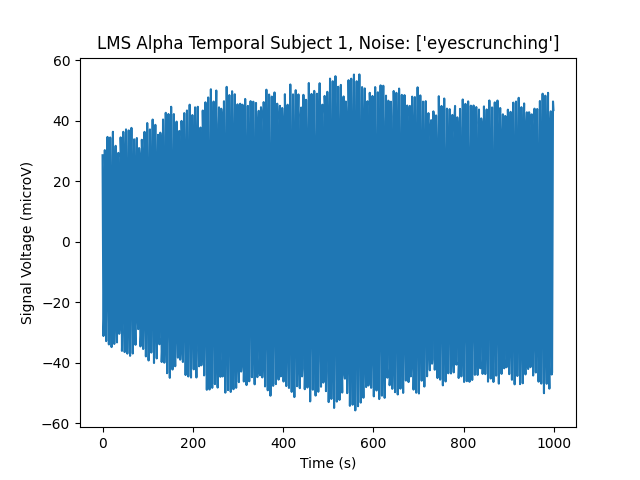 LMS Alpha Temporal Subject 1, Noise: ['eyescrunching']
Signal Voltage (microV)
60
40
20
0
−20
−40
−60
0 200 400 600 800 1000
Time (s)